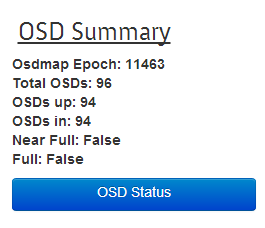 OSD Summary
Osdmap Epoch: 11463
Total OSDs: 96
OSDs up: 94
OSDs in: 94
Near Full: False
Full: False
OSD Status